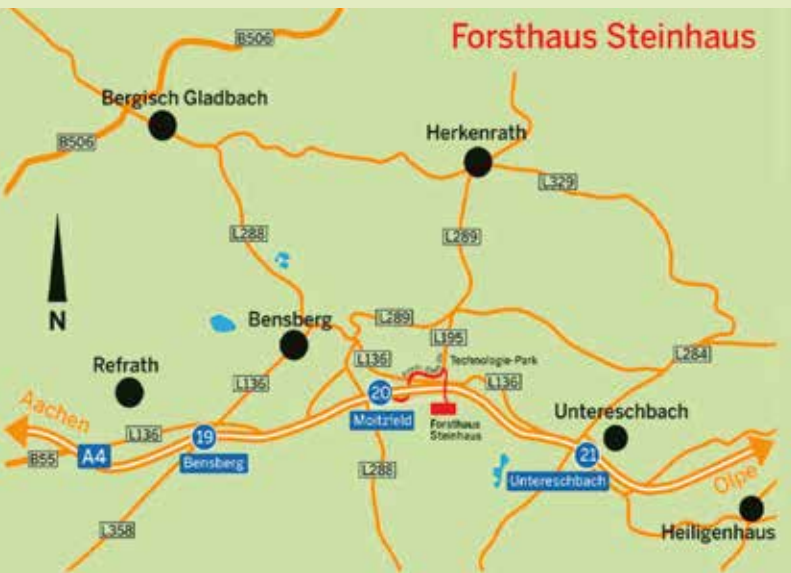 Forsthaus Steinhaus
B506
Bergisch Gladbach
B506
Herkenrath
L329
L288
L289
N
Bensberg
L289
L195
Technologie-Park
L136
L284
Refrath
L136
L136
20
Moitzfeld
Forsthaus
Steinhaus
Untereschbach
Aachen
L136
19
Bensberg
B55
A4
21
Untereschbach
L288
Olpe
L358
Heiligenhaus